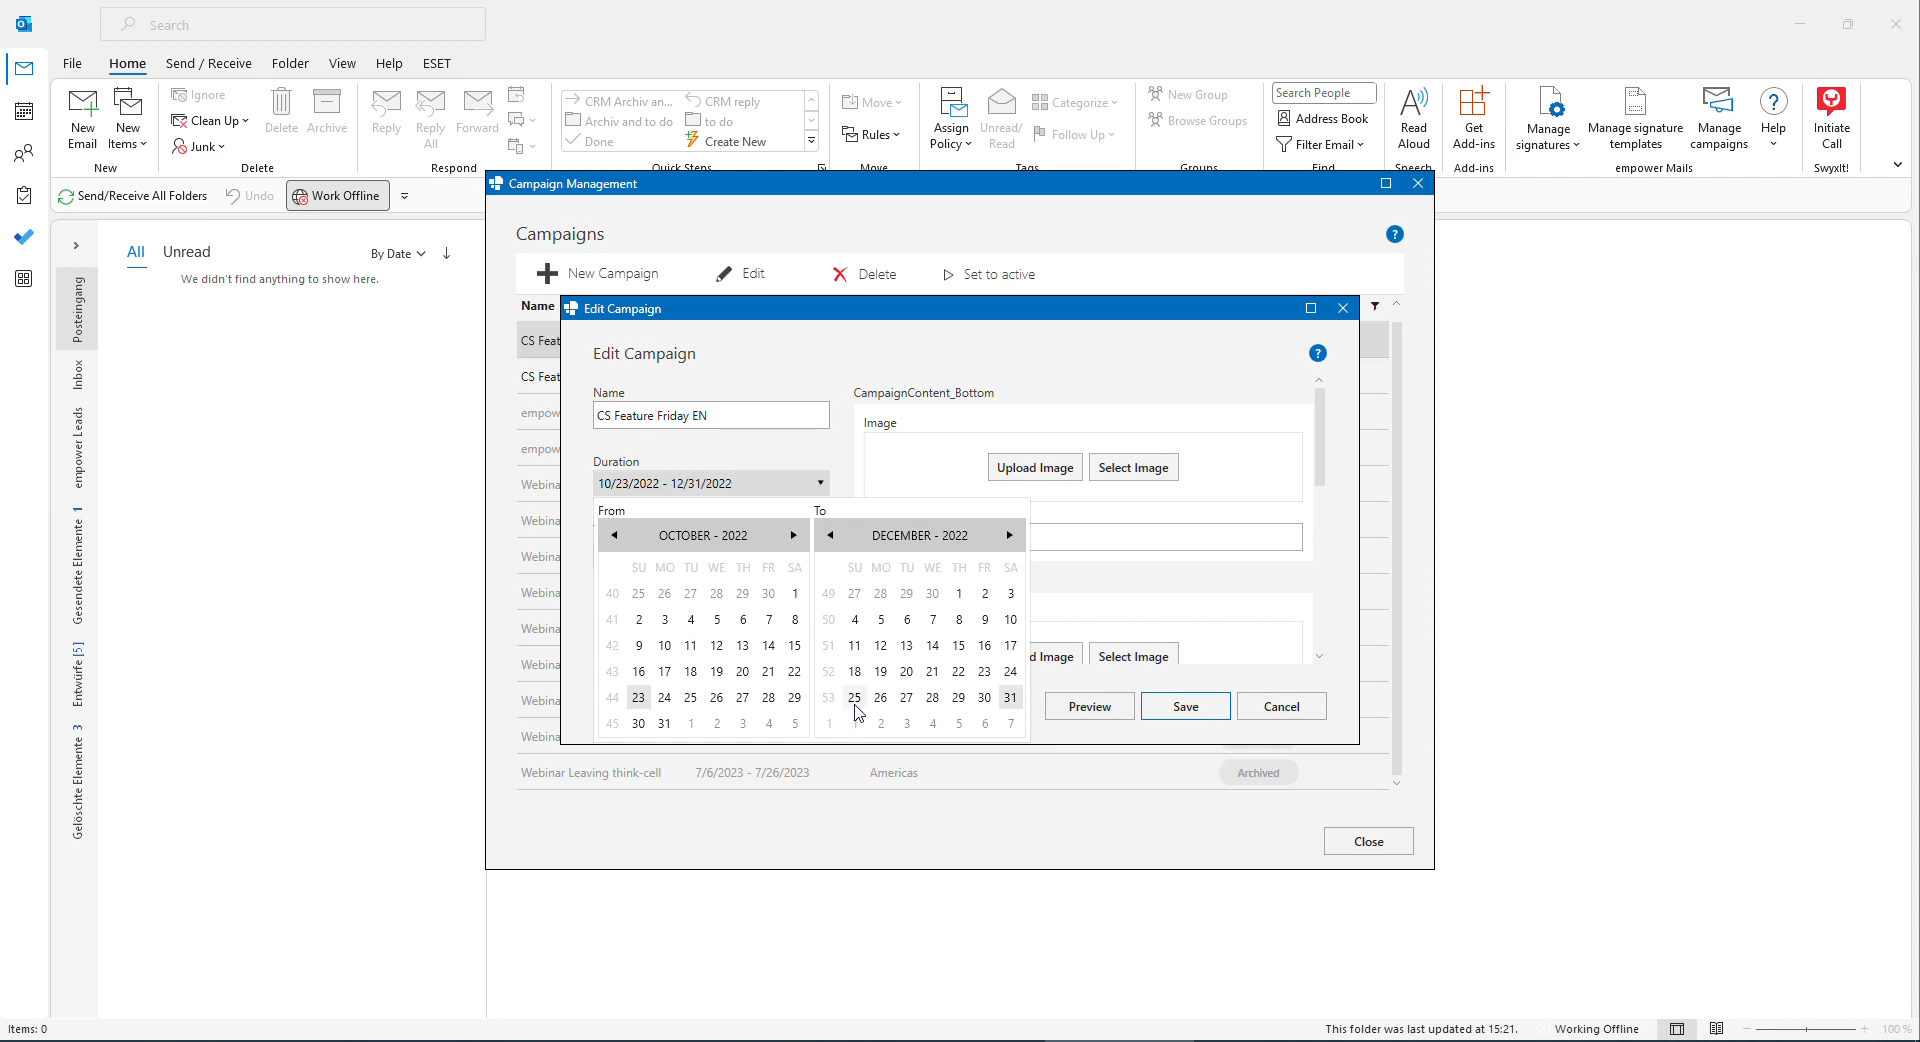 Search
File Home Send / Receive Folder View Help ESET
New Email
New Items
New
Ignore
Clean Up
Junk
Delete
Archive
Delete
Reply
Reply All
Forward
Respond
CRM Archiv an...
CRM reply
Archiv and to do
to do
Done
Create New
Quick Steps
Move
Rules
Move
Assign Policy
Unread/ Read
Categorize
Follow Up
Tags
New Group
Browse Groups
Groups
Search People
Address Book
Filter Email
Find
Read Aloud
Speech
Get Add-ins
Add-ins
Manage signatures
Manage signature templates
Manage campaigns
Help
empower Mails
Initiate Call
Swyxlt!
Send/Receive All Folders
Undo
Work Offline
All Unread
By Date
We didn't find anything to show here.
Posteingang
Inbox
empower Leads
Gesendete Elemente 1
Entwürfe [5]
Gelöschte Elemente 3
Campaign Management
Campaigns
?
New Campaign
Edit
Delete
Set to active
Name
CS Feat
CS Feat
empow
empow
Webina
Webina
Webina
Webina
Webina
Webina
Webina
Webina
Webinar Leaving think-cell 7/6/2023 - 7/26/2023 Americas Archived
Close
Edit Campaign
Edit Campaign
?
Name
CS Feature Friday EN
Duration
10/23/2022 - 12/31/2022
CampaignContent_Bottom
Image
Upload Image
Select Image
From
OCTOBER - 2022
SU MO TU WE TH FR SA
40 25 26 27 28 29 30 1
41 2 3 4 5 6 7 8
42 9 10 11 12 13 14 15
43 16 17 18 19 20 21 22
44 23 24 25 26 27 28 29
45 30 31 1 2 3 4 5
To
DECEMBER - 2022
SU MO TU WE TH FR SA
49 27 28 29 30 1 2 3
50 4 5 6 7 8 9 10
51 11 12 13 14 15 16 17
52 18 19 20 21 22 23 24
53 25 26 27 28 29 30 31
1 2 3 4 5 6 7
d Image
Select Image
Preview
Save
Cancel
Items: 0
This folder was last updated at 15:21.
Working Offline
100 %